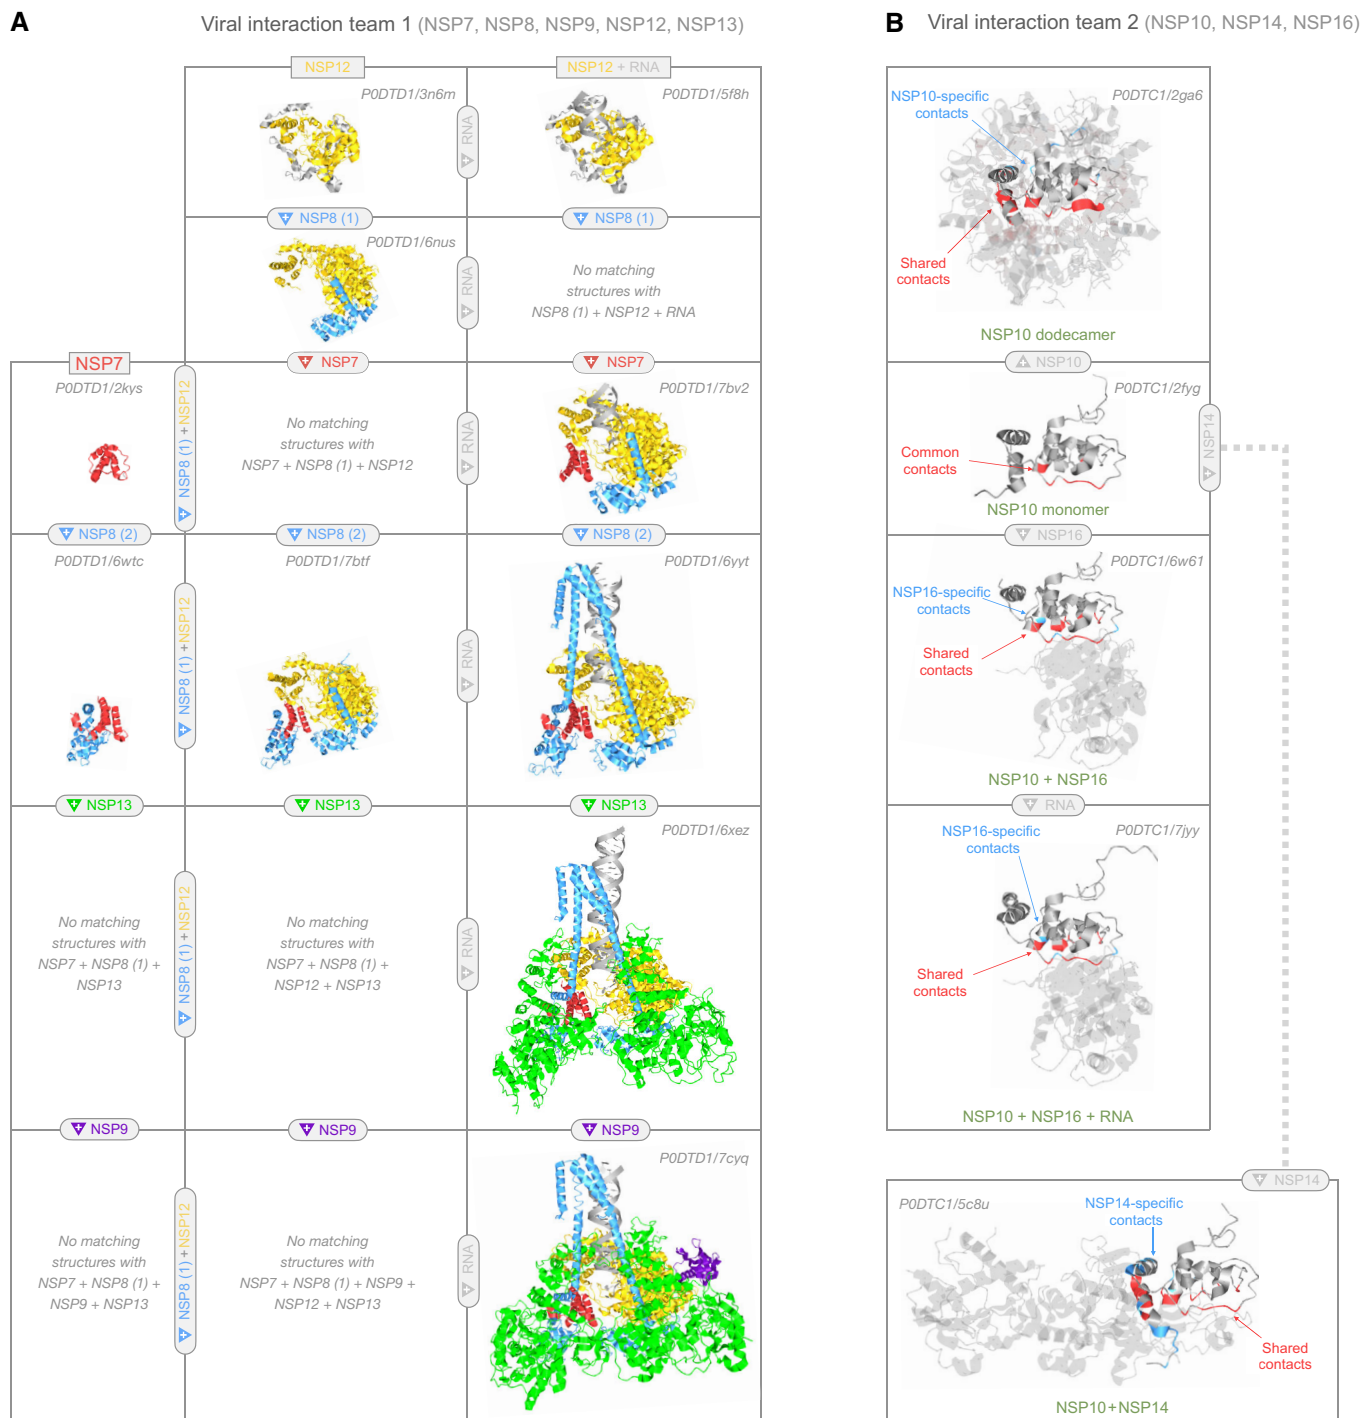 A
Viral interaction team 1 (NSP7, NSP8, NSP9, NSP12, NSP13)
NSP12
NSP12 + RNA
P0DTD1/3n6m
RNA
P0DTD1/5f8h
NSP8 (1)
NSP8 (1)
P0DTD1/6nus
RNA
No matching
structures with
NSP8 (1) + NSP12 + RNA
NSP7
NSP7
NSP7
P0DTD1/2kys
NSP8 (1) + NSP12
No matching
structures with
NSP7 + NSP8 (1) + NSP12
RNA
P0DTD1/7bv2
NSP8 (2)
NSP8 (2)
NSP8 (2)
P0DTD1/6wtc
NSP8 (1) + NSP12
P0DTD1/7btf
RNA
P0DTD1/6yyt
NSP13
NSP13
NSP13
No matching
structures with
NSP7 + NSP8 (1) +
NSP13
NSP8 (1) + NSP12
No matching
structures with
NSP7 + NSP8 (1) +
NSP12 + NSP13
RNA
P0DTD1/6xez
NSP9
NSP9
NSP9
No matching
structures with
NSP7 + NSP8 (1) +
NSP9 + NSP13
NSP8 (1) + NSP12
No matching
structures with
NSP7 + NSP8 (1) + NSP9 +
NSP12 + NSP13
RNA
P0DTD1/7cyq
B
Viral interaction team 2 (NSP10, NSP14, NSP16)
NSP10-specific
contacts
P0DTC1/2ga6
Shared
contacts
NSP10 dodecamer
NSP10
P0DTC1/2fyg
Common
contacts
NSP10 monomer
NSP14
NSP16
P0DTC1/6w61
NSP16-specific
contacts
Shared
contacts
NSP10 + NSP16
RNA
NSP16-specific
contacts
P0DTC1/7jyy
Shared
contacts
NSP10 + NSP16 + RNA
NSP14
P0DTC1/5c8u
NSP14-specific
contacts
Shared
contacts
NSP10+NSP14